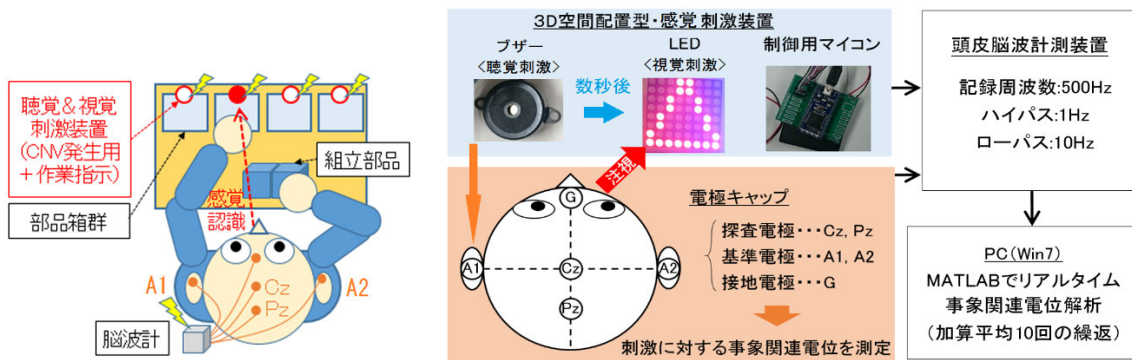 聴覚&視覚
刺激装置
(CNV発生用
+作業指示)
部品箱群
組立部品
感覚
認識
A1
A2
Cz
Pz
脳波計
3D空間配置型・感覚刺激装置
ブザー
<聴覚刺激>
数秒後
LED
<視覚刺激>
制御用マイコン
注視
G
A1
Cz
A2
Pz
電極キャップ
探査電極・・・Cz, Pz
基準電極・・・A1, A2
接地電極・・・G
刺激に対する事象関連電位を測定
頭皮脳波計測装置
記録周波数:500Hz
ハイパス:1Hz
ローパス:10Hz
PC(Win7)
MATLABでリアルタイム
事象関連電位解析
(加算平均10回の繰返)